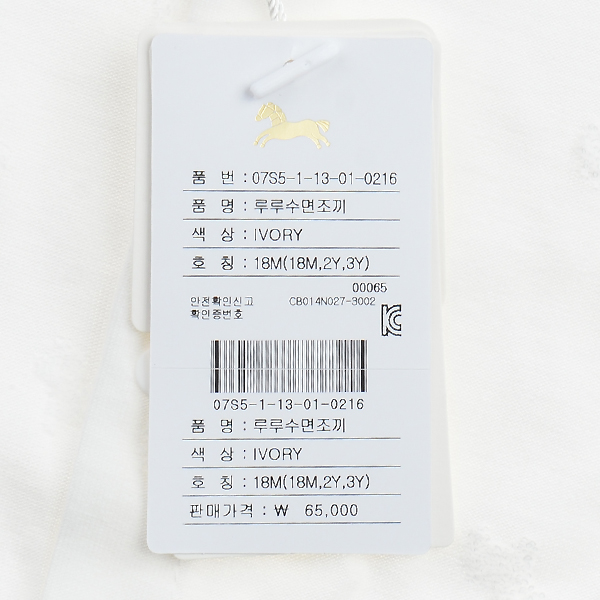 품 번 : 07S5-1-13-01-0216
품 명 : 루루수면조끼
색 상 : IVORY
호 칭 : 18M(18M,2Y,3Y)
00065
안전확인신고 CB014N027-3002
확인증번호
07S5-1-13-01-0216
품 명 : 루루수면조끼
색 상 : IVORY
호 칭 : 18M(18M,2Y,3Y)
판매가격 : ₩ 65,000